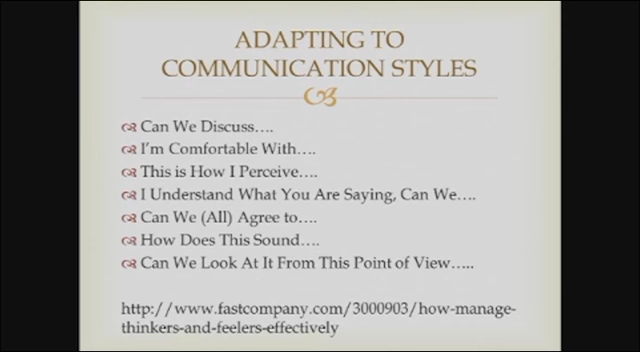 ADAPTING TO
COMMUNICATION STYLES
Can We Discuss….
I'm Comfortable With….
This is How I Perceive….
I Understand What You Are Saying, Can We….
Can We (All) Agree to….
How Does This Sound….
Can We Look At It From This Point of View…..
http://www.fastcompany.com/3000903/how-manage-
thinkers-and-feelers-effectively